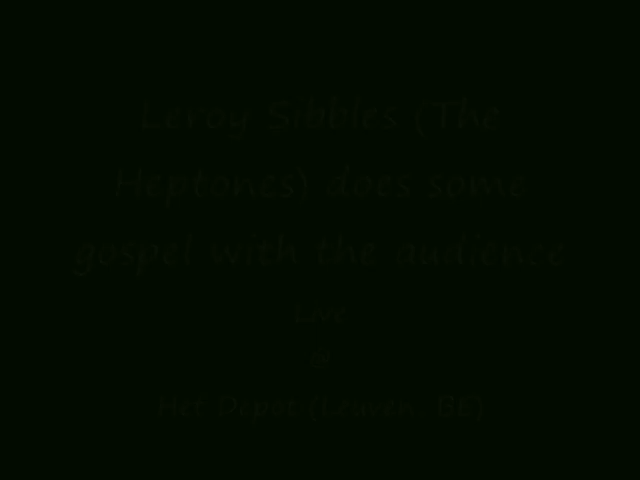 Leroy Sibbles (The
Heptones) does some
gospel with the audience
Live
@
Het Depot (Leuven BE)